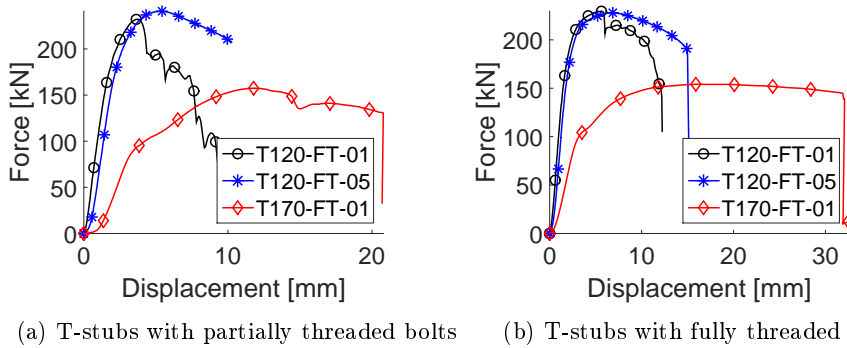 Force [kN]
200
150
100
50
0
T120-FT-01
T120-FT-05
T170-FT-01
0
10
20
Displacement [mm]
(a) T-stubs with partially threaded bolts
Force [kN]
200
150
100
50
0
T120-FT-01
T120-FT-05
T170-FT-01
0
10
20
30
Displacement [mm]
(b) T-stubs with fully threaded